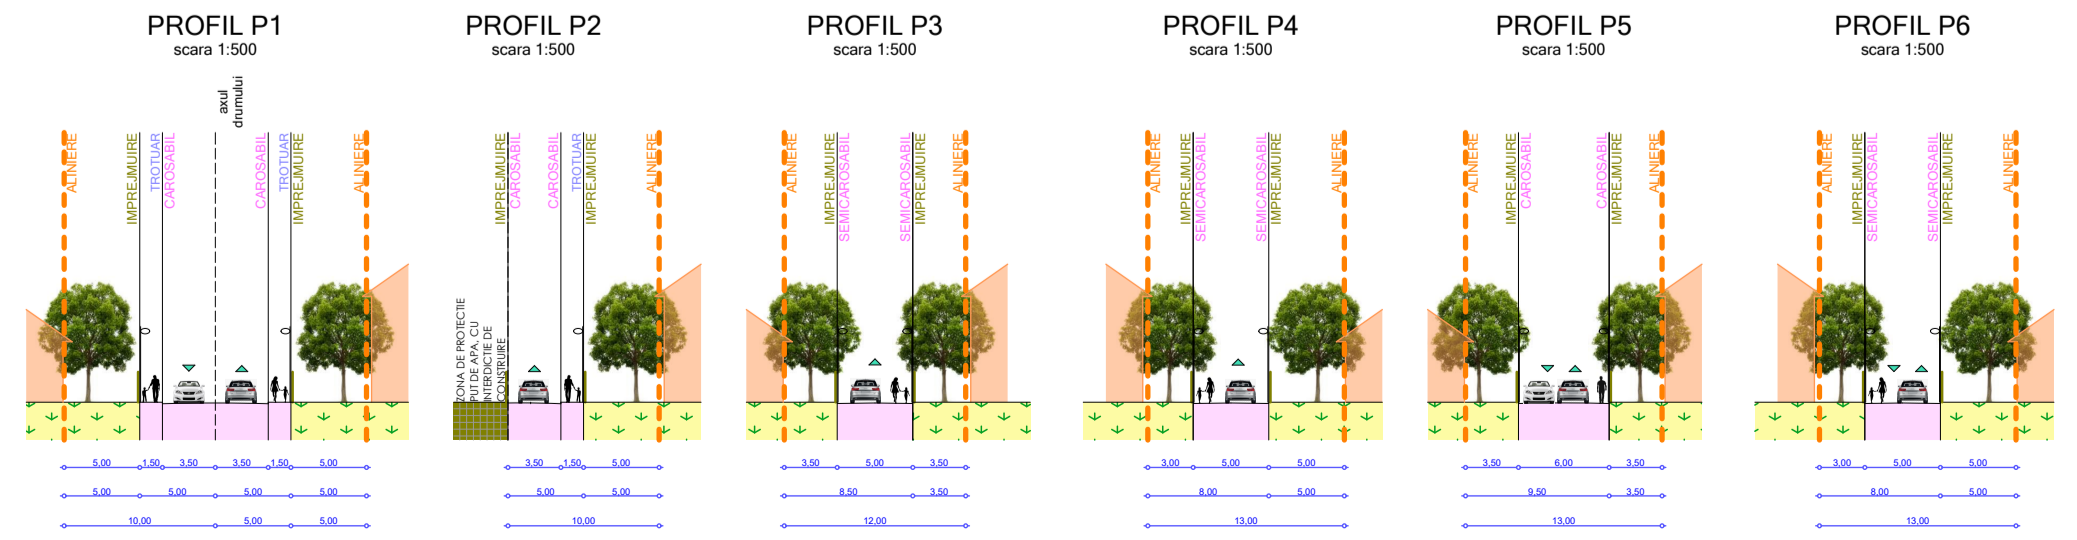 PROFIL P1
scara 1:500
axul
drumului
ALINIERE
IMPREJMUIRE
TROTUAR
CAROSABIL
CAROSABIL
TROTUAR
IMPREJMUIRE
ALINIERE
5,00 1,50 3,50 3,50 1,50 5,00
5,00 5,00 5,00 5,00
10,00 5,00 5,00
PROFIL P2
scara 1:500
IMPREJMUIRE
CAROSABIL
CAROSABIL
TROTUAR
IMPREJMUIRE
ALINIERE
ZONA DE PROTECTIE
PUT DE APA, CU
INTERDICTIE DE
CONSTRUIRE
3,50 1,50 5,00
5,00 5,00
10,00
PROFIL P3
scara 1:500
ALINIERE
IMPREJMUIRE
SEMICAROSABIL
SEMICAROSABIL
IMPREJMUIRE
ALINIERE
3,50 5,00 3,50
8,50 3,50
12,00
PROFIL P4
scara 1:500
ALINIERE
IMPREJMUIRE
SEMICAROSABIL
SEMICAROSABIL
IMPREJMUIRE
ALINIERE
3,00 5,00 5,00
8,00 5,00
13,00
PROFIL P5
scara 1:500
ALINIERE
IMPREJMUIRE
CAROSABIL
CAROSABIL
IMPREJMUIRE
ALINIERE
3,50 6,00 3,50
9,50 3,50
13,00
PROFIL P6
scara 1:500
ALINIERE
IMPREJMUIRE
SEMICAROSABIL
SEMICAROSABIL
IMPREJMUIRE
ALINIERE
3,00 5,00 5,00
8,00 5,00
13,00